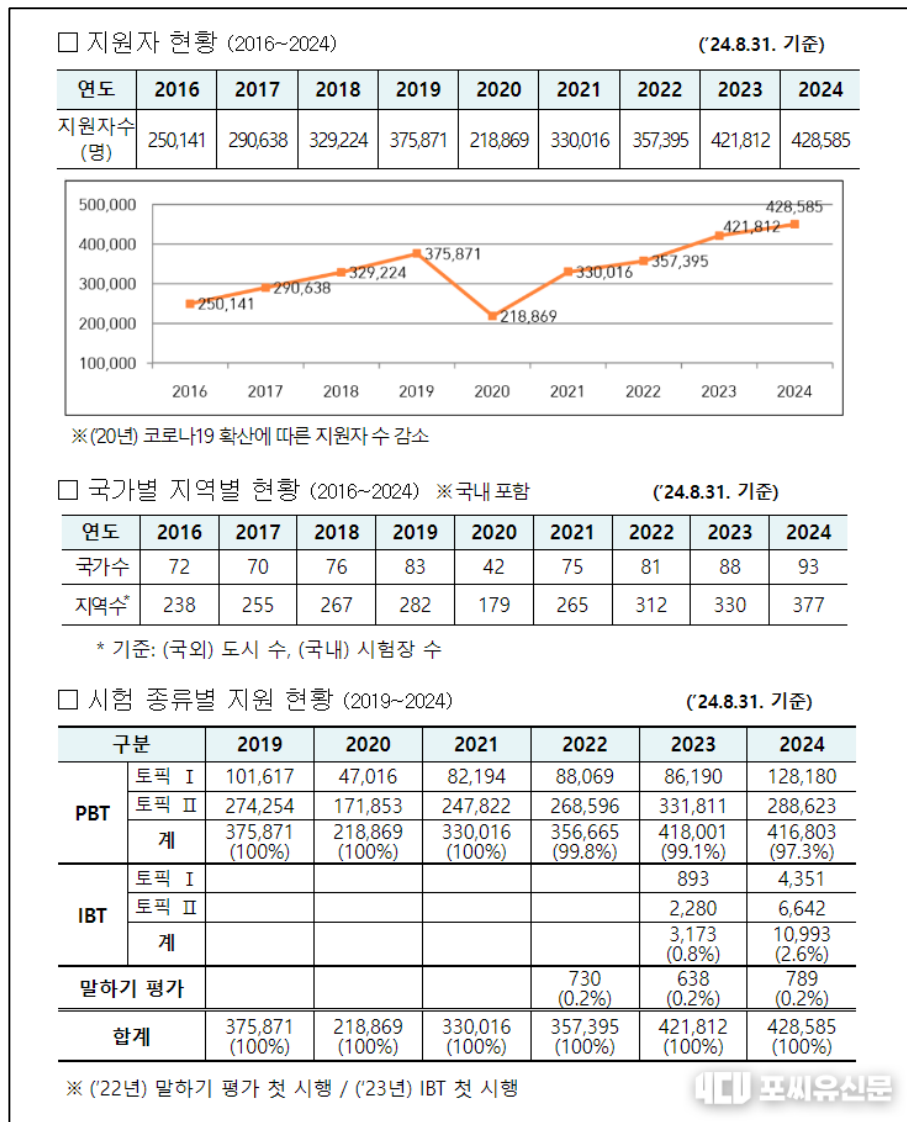 □ 지원자 현황 (2016~2024) ('24.8.31. 기준)
연도 2016 2017 2018 2019 2020 2021 2022 2023 2024
지원자수
(명) 250,141 290,638 329,224 375,871 218,869 330,016 357,395 421,812 428,585
500,000
400,000
300,000
200,000
100,000
250,141 290,638 329,224 375,871 218,869 330,016 357,395 421,812 428,585
2016 2017 2018 2019 2020 2021 2022 2023 2024
※('20년) 코로나19 확산에 따른 지원자 수 감소
□ 국가별 지역별 현황 (2016~2024) ※국내 포함 ('24.8.31. 기준)
연도 2016 2017 2018 2019 2020 2021 2022 2023 2024
국가수 72 70 76 83 42 75 81 88 93
지역수* 238 255 267 282 179 265 312 330 377
* 기준: (국외) 도시 수, (국내) 시험장 수
□ 시험 종류별 지원 현황 (2019~2024) ('24.8.31. 기준)
구분 2019 2020 2021 2022 2023 2024
PBT
토픽 Ⅰ 101,617 47,016 82,194 88,069 86,190 128,180
토픽 Ⅱ 274,254 171,853 247,822 268,596 331,811 288,623
계 375,871 218,869 330,016 356,665 418,001 416,803
(100%) (100%) (100%) (99.8%) (99.1%) (97.3%)
IBT
토픽 Ⅰ 893 4,351
토픽 Ⅱ 2,280 6,642
계 3,173 10,993
(0.8%) (2.6%)
말하기 평가 730 638 789
(0.2%) (0.2%) (0.2%)
합계 375,871 218,869 330,016 357,395 421,812 428,585
(100%) (100%) (100%) (100%) (100%) (100%)
※ ('22년) 말하기 평가 첫 시행 / ('23년) IBT 첫 시행
4CU 포씨유신문